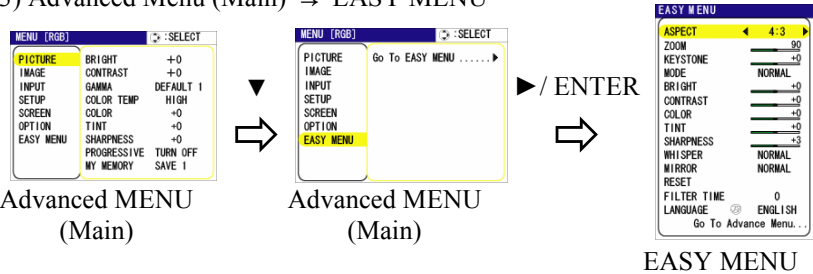 3) Advanced Menu (Main) → EASY MENU
MENU [RGB] :SELECT
PICTURE BRIGHT +0
IMAGE CONTRAST +0
INPUT GAMMA DEFAULT 1
SETUP COLOR TEMP HIGH
SCREEN COLOR +0
OPTION TINT +0
EASY MENU SHARPNESS +0
PROGRESSIVE TURN OFF
MY MEMORY SAVE 1
Advanced MENU
(Main)
▼
MENU [RGB] :SELECT
PICTURE Go To EASY MENU ......▶
IMAGE
INPUT
SETUP
SCREEN
OPTION
EASY MENU
Advanced MENU
(Main)
▶/ ENTER
EASY MENU
ASPECT ◀ 4:3 ▶
ZOOM 90
KEYSTONE +0
MODE NORMAL
BRIGHT +0
CONTRAST +0
COLOR +0
TINT +0
SHARPNESS +3
WHISPER NORMAL
MIRROR NORMAL
RESET
FILTER TIME 0
LANGUAGE ENGLISH
Go To Advance Menu...
EASY MENU